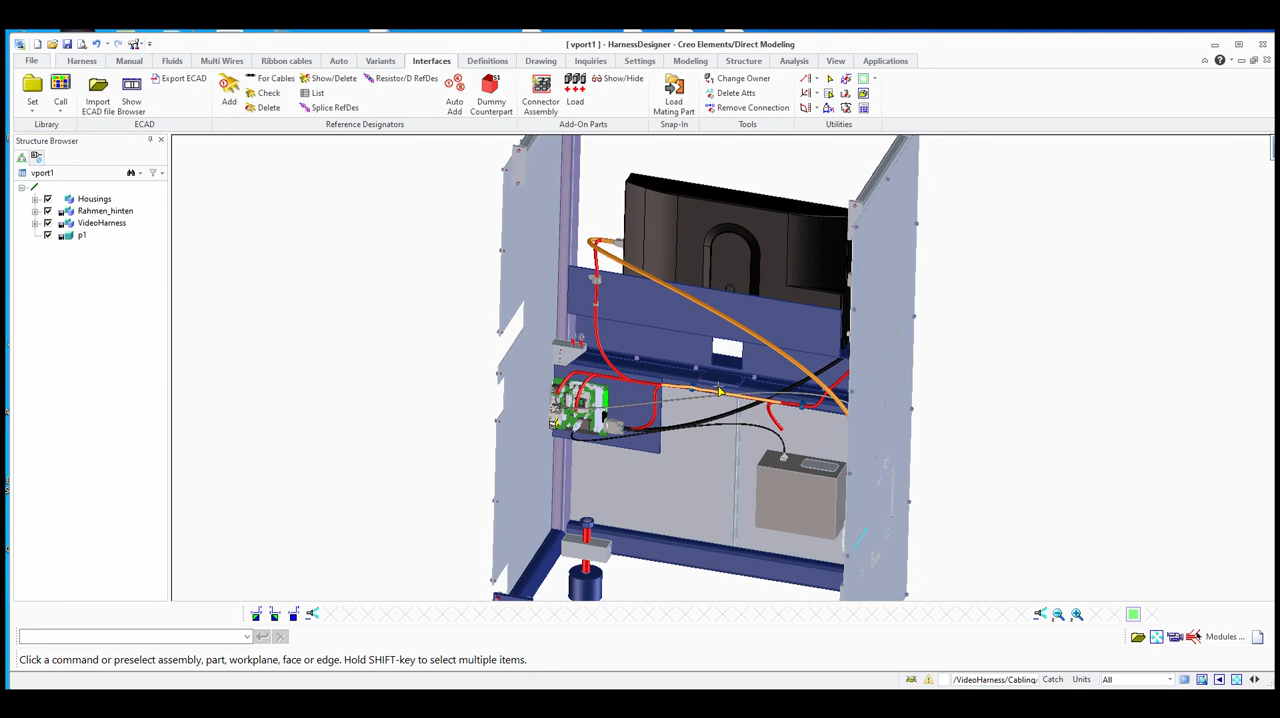 [ vport1 ] - HarnessDesigner - Creo Elements/Direct Modeling
File Harness Manual Fluids Multi Wires Ribbon cables Auto Variants Interfaces Definitions Drawing Inquiries Settings Modeling Structure Analysis View Applications
Set
Library
Call
Import
ECAD file
Show
Browser
Export ECAD
ECAD
Add
For Cables
Check
Delete
Show/Delete
List
Splice RefDes
Resistor/D RefDes
Reference Designators
Auto
Add
Dummy
Counterpart
Connector
Assembly
Load
Show/Hide
Add-On Parts
Load
Mating Part
Snap-In
Change Owner
Delete Atts
Remove Connection
Tools
Utilities
Structure Browser
vport1
Housings
Rahmen_hinten
VideoHarness
p1
Modules ...
Click a command or preselect assembly, part, workplane, face or edge. Hold SHIFT-key to select multiple items.
/VideoHarness/Cabling/ Catch Units All